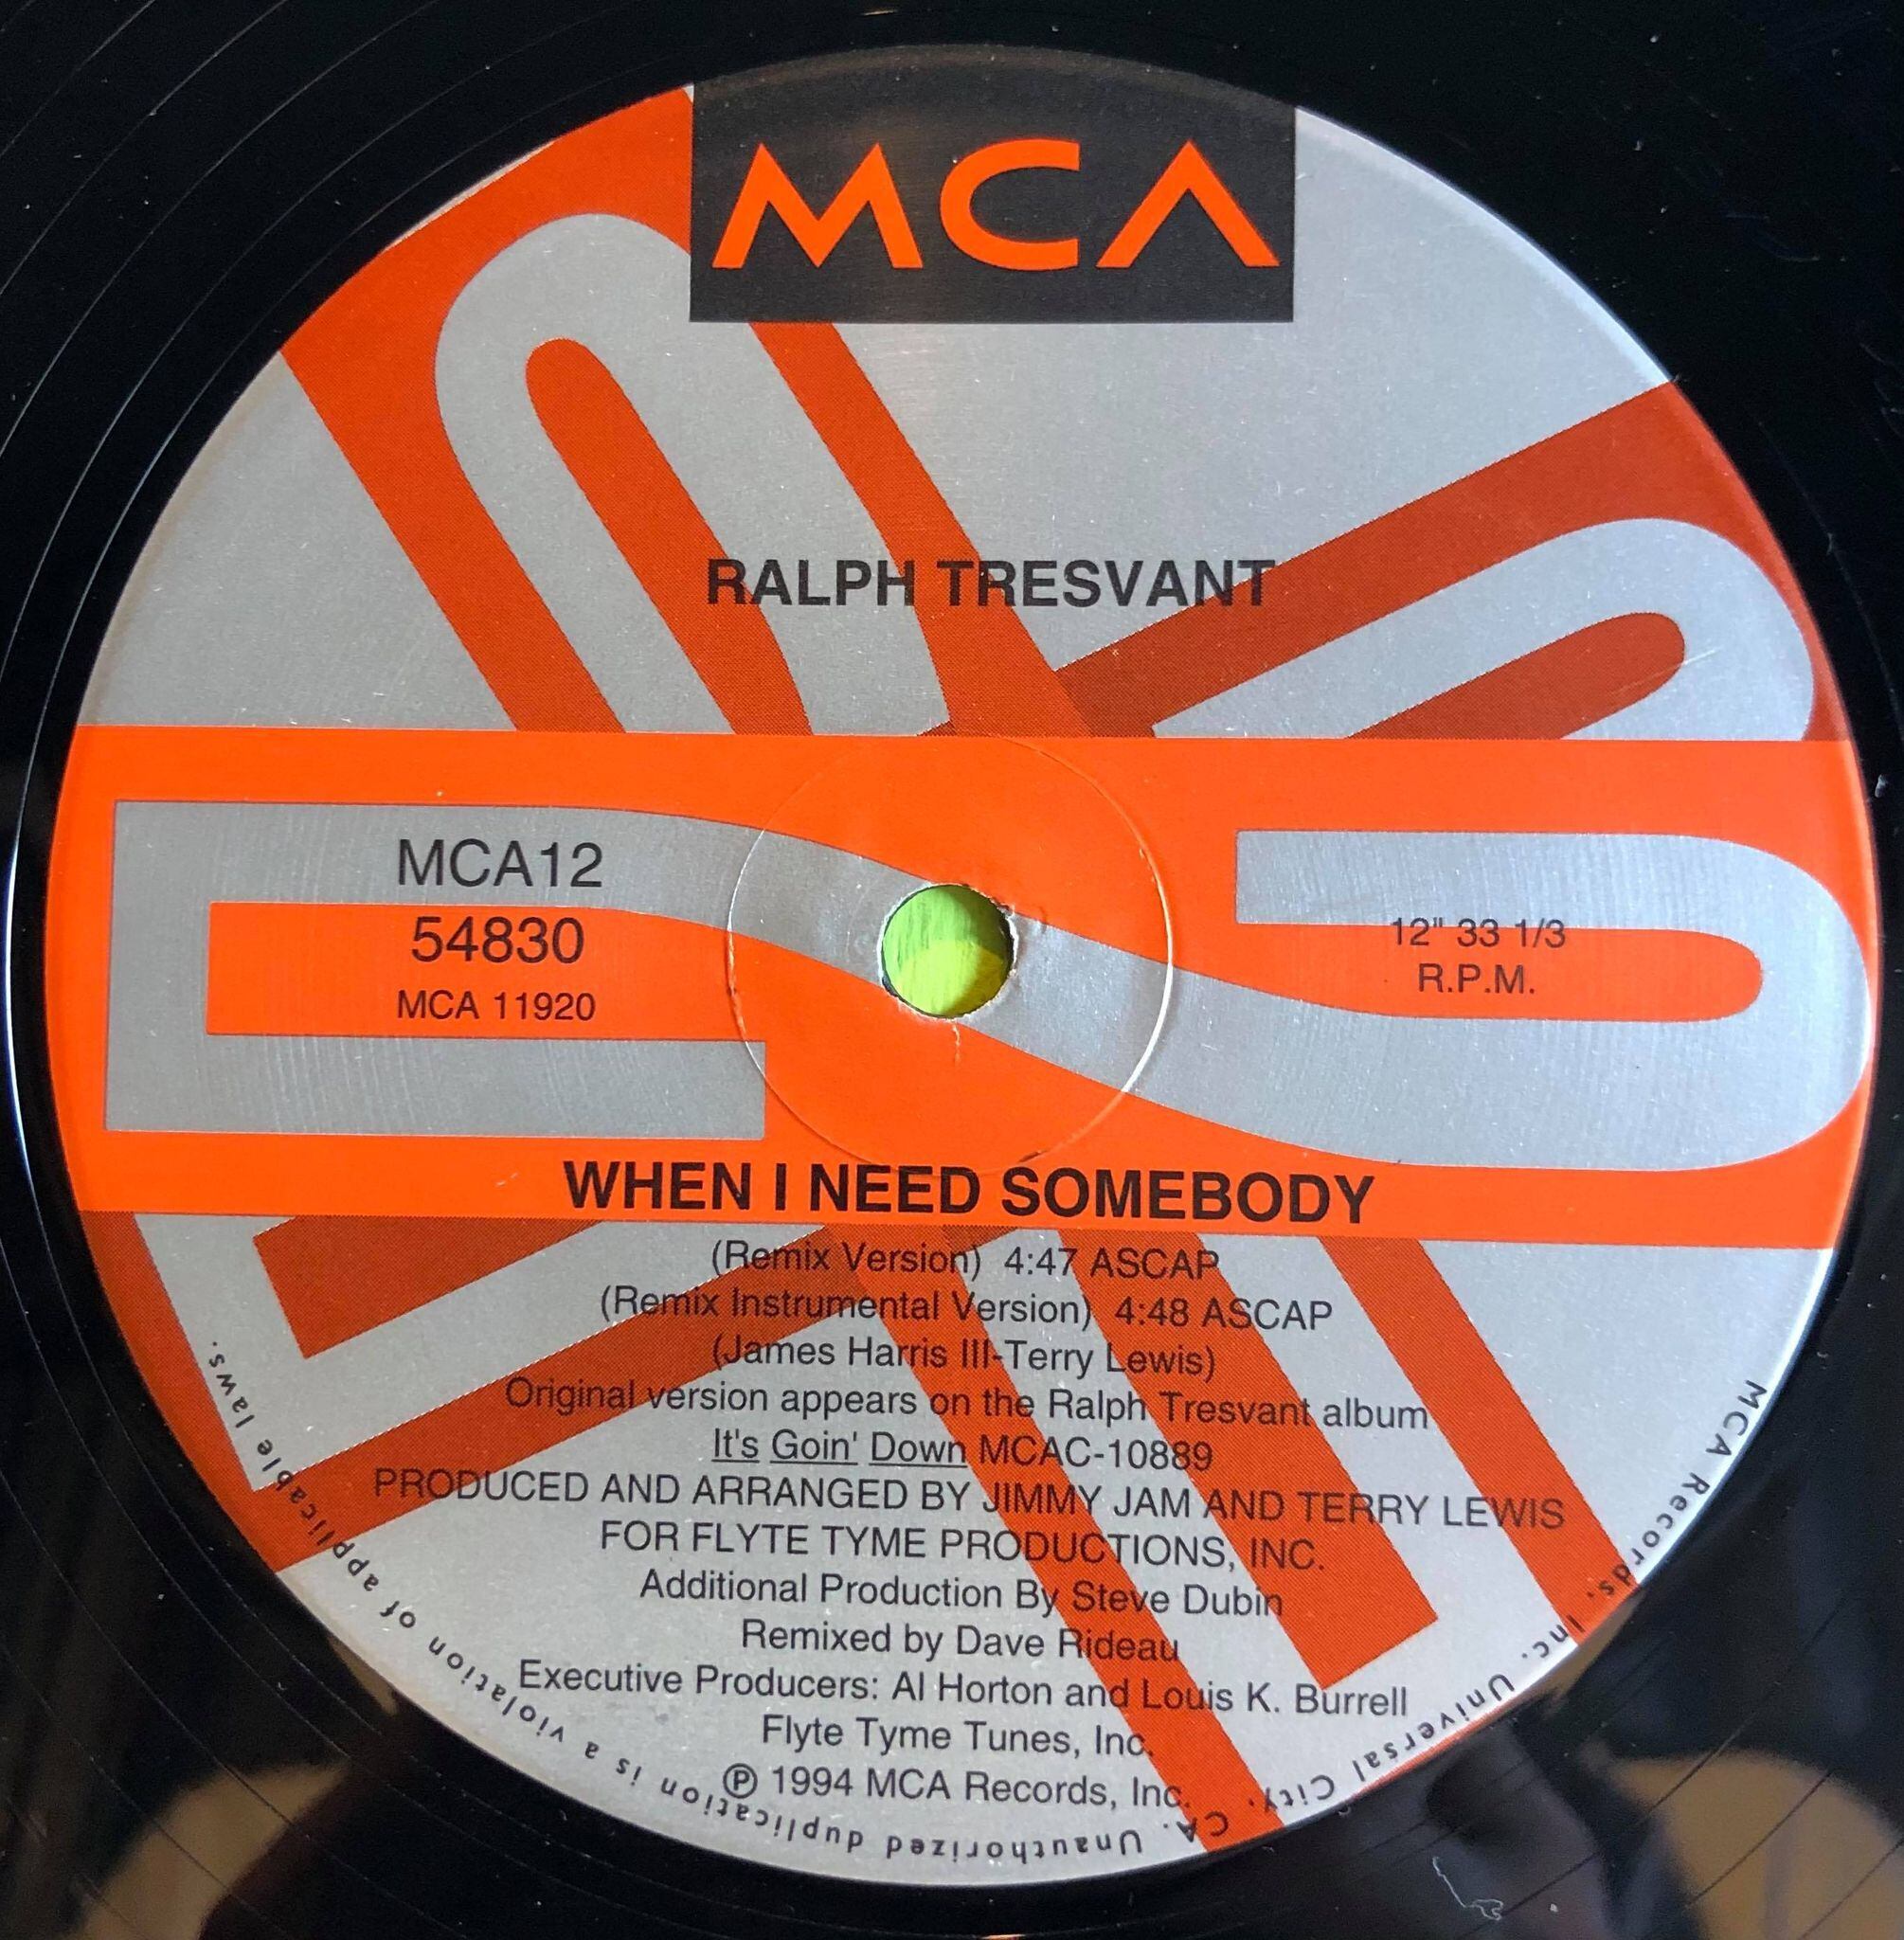 MCA
RALPH TRESVANT
MCA12
54830
MCA 11920
12" 33 1/3
R.P.M.
WHEN I NEED SOMEBODY
(Remix Version) 4:47 ASCAP
(Remix Instrumental Version) 4:48 ASCAP
(James Harris III-Terry Lewis)
Original version appears on the Ralph Tresvant album
It's Goin' Down MCAC-10889
PRODUCED AND ARRANGED BY JIMMY JAM AND TERRY LEWIS
FOR FLYTE TYME PRODUCTIONS, INC.
Additional Production By Steve Dubin
Remixed by Dave Rideau
Executive Producers: Al Horton and Louis K. Burrell
Flyte Tyme Tunes, Inc.
℗ 1994 MCA Records, Inc.
MCA Records, Inc. Universal City, CA. Unauthorized duplication is a violation of applicable laws.